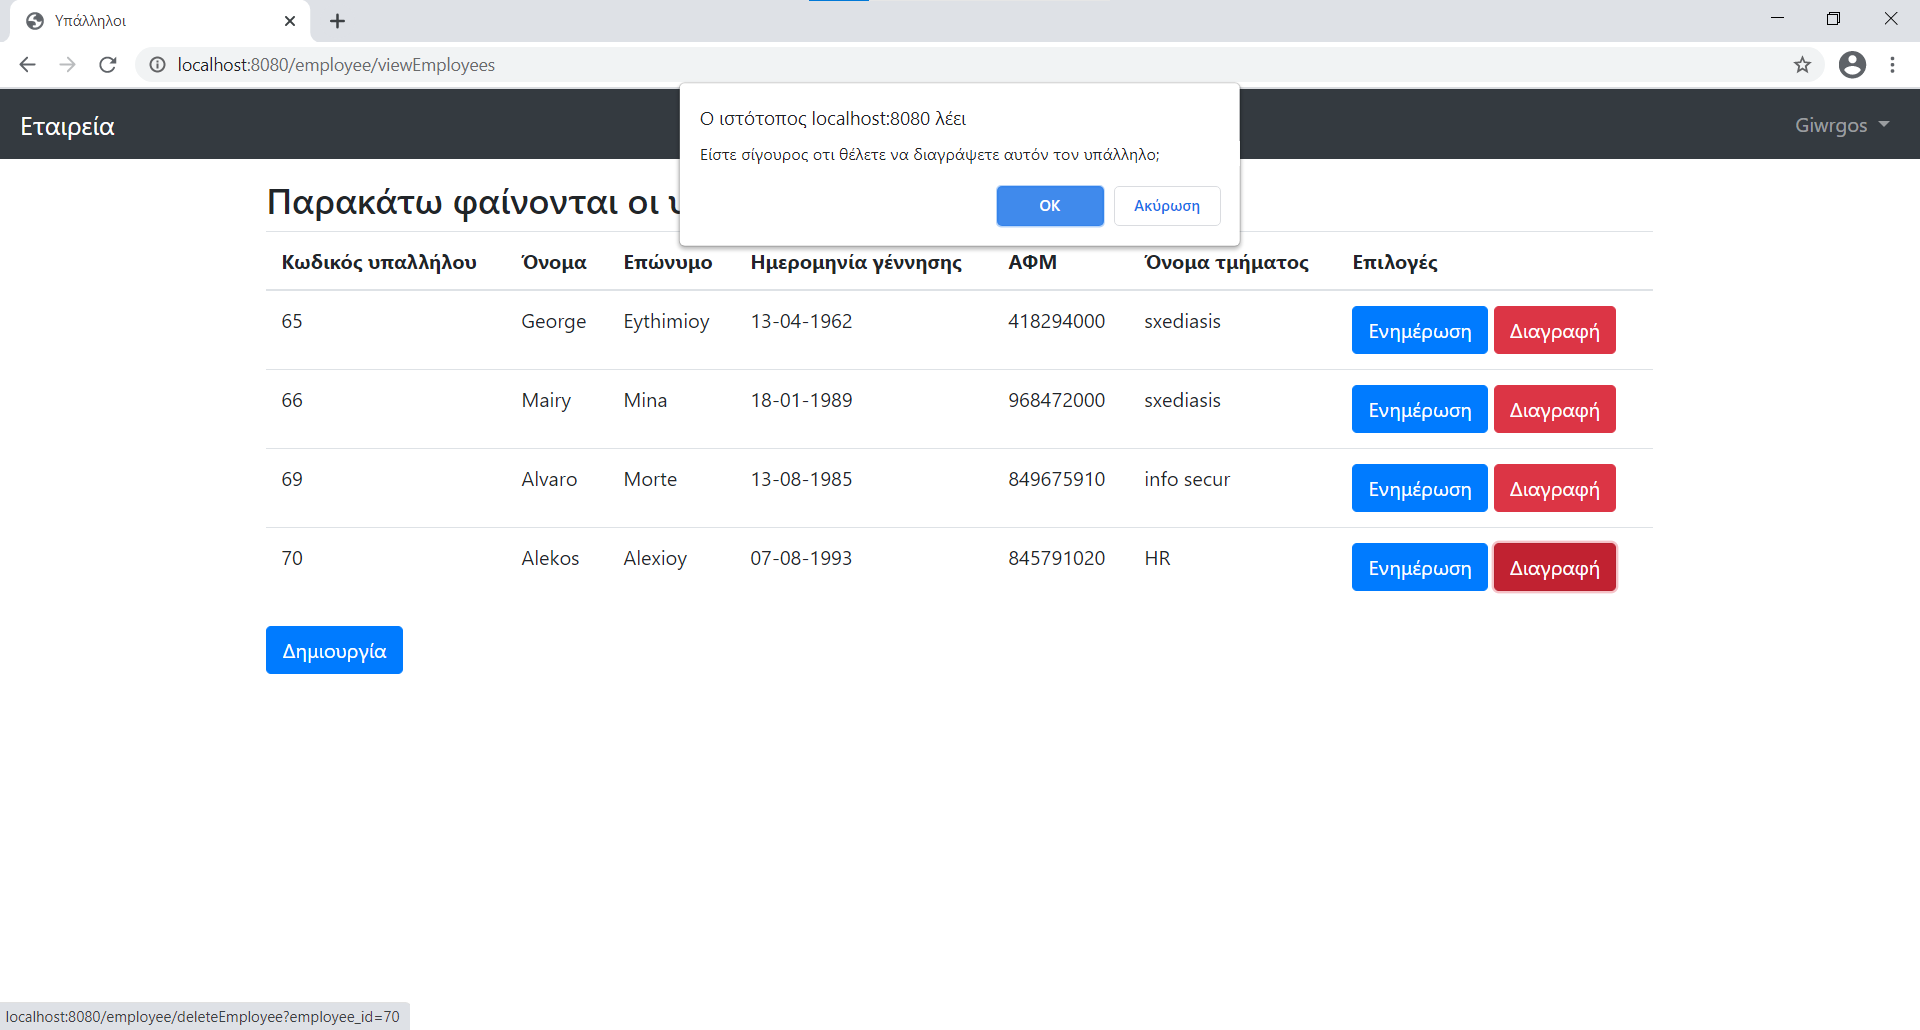 Υπάλληλοι
localhost:8080/employee/viewEmployees
Εταιρεία
Giwrgos
Ο ιστότοπος localhost:8080 λέει
Είστε σίγουρος οτι θέλετε να διαγράψετε αυτόν τον υπάλληλο;
OK Ακύρωση
Παρακάτω φαίνονται οι
Κωδικός υπαλλήλου Όνομα Επώνυμο Ημερομηνία γέννησης ΑΦΜ Όνομα τμήματος Επιλογές
65 George Eythimioy 13-04-1962 418294000 sxediasis Ενημέρωση Διαγραφή
66 Mairy Mina 18-01-1989 968472000 sxediasis Ενημέρωση Διαγραφή
69 Alvaro Morte 13-08-1985 849675910 info secur Ενημέρωση Διαγραφή
70 Alekos Alexioy 07-08-1993 845791020 HR Ενημέρωση Διαγραφή
Δημιουργία
localhost:8080/employee/deleteEmployee?employee_id=70